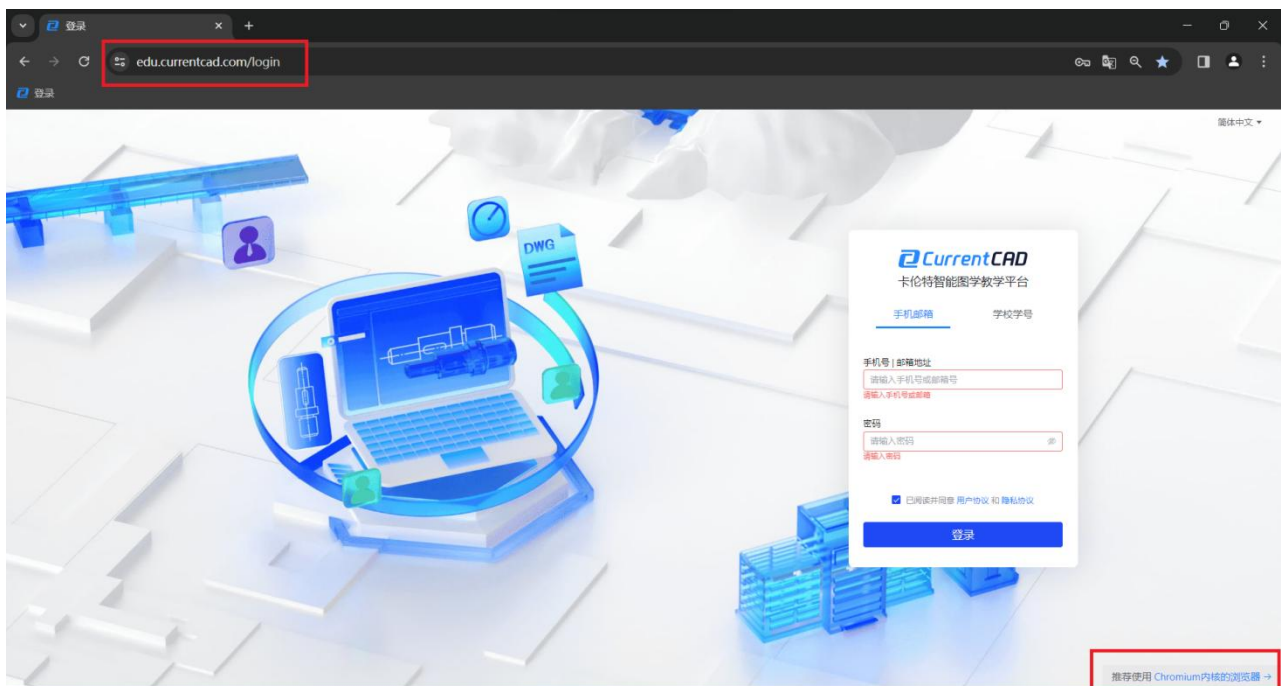 登录
edu.currentcad.com/login
登录
简体中文
DWG
CurrentCAD
卡伦特智能图学教学平台
手机邮箱 学校学号
手机号 | 邮箱地址
请输入手机号或邮箱号
请输入手机号或邮箱
密码
请输入密码
请输入密码
已阅读并同意 用户协议 和 隐私协议
登录
推荐使用 Chromium内核的浏览器 →